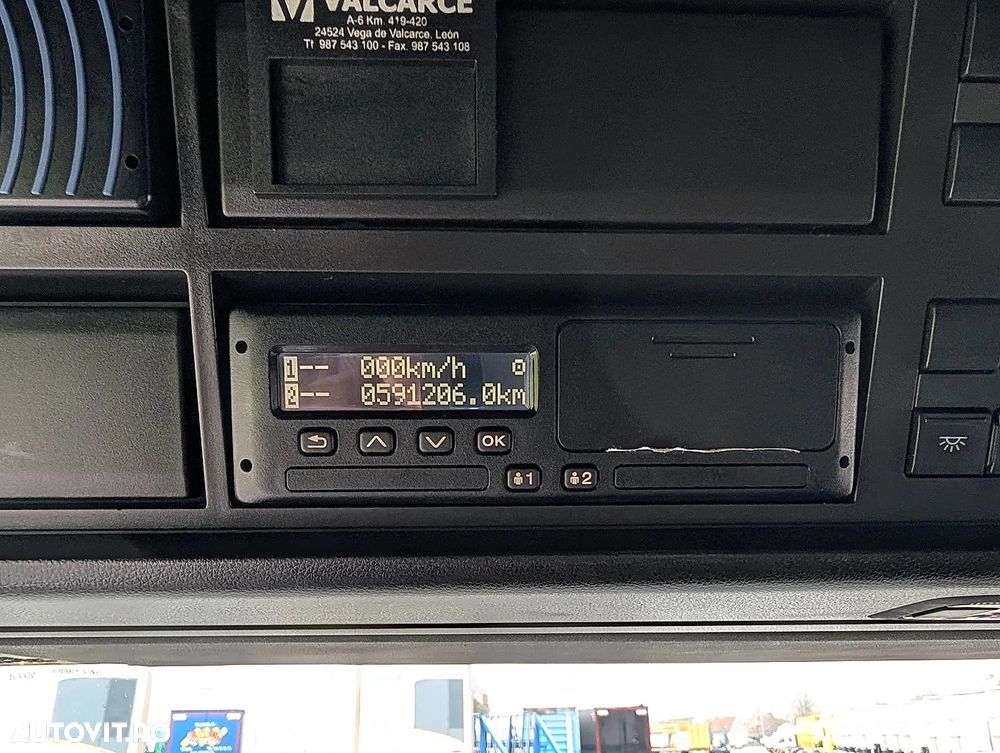 VALCARCE
A-6 Km. 419-420
24524 Vega de Valcarce. León
Tf 987 543 100 - Fax. 987 543 108
1-- 000km/h
2-- 0591206.0km
OK
1 2
AUTOVIT.RO